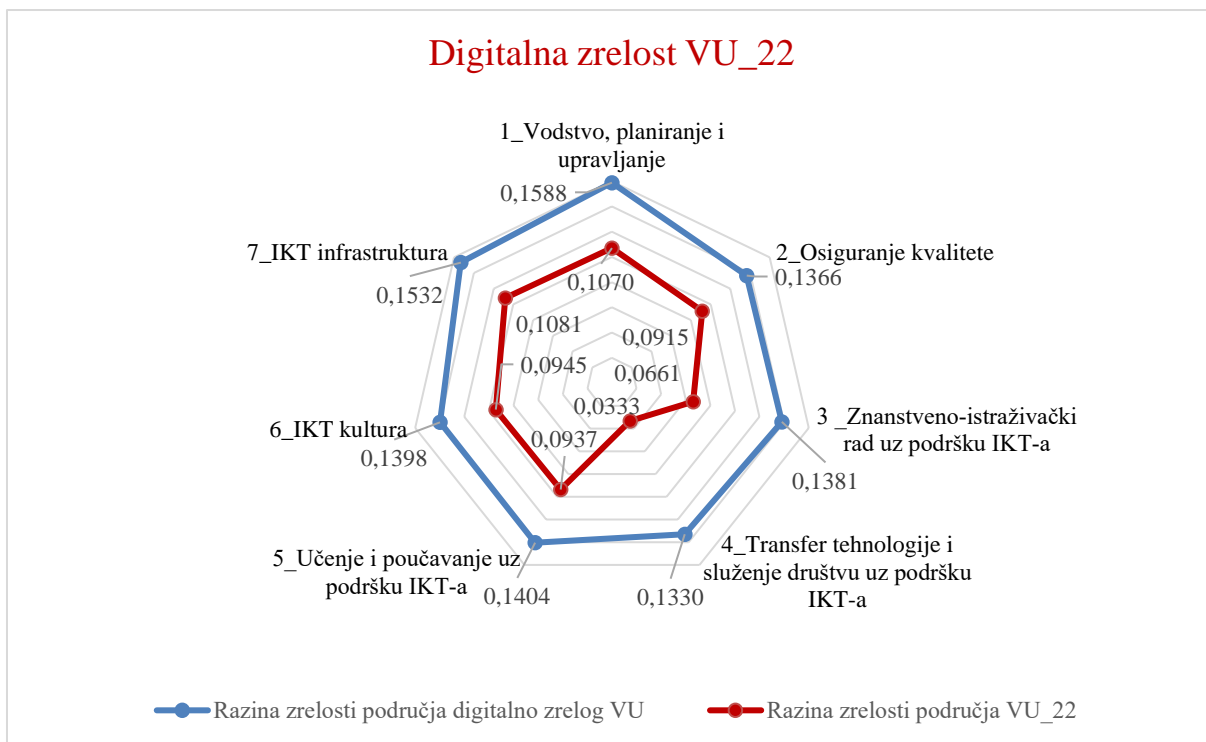 Digitalna zrelost VU_22
1_Vodstvo, planiranje i
upravljanje
0,1588
2_Osiguranje kvalitete
0,1366
7_IKT infrastruktura
0,1532
0,1070
0,1081
0,0915
0,0945
0,0661
0,0333
0,0937
3 _Znanstveno-istraživački
rad uz podršku IKT-a
0,1381
6_IKT kultura
0,1398
4_Transfer tehnologije i
služenje društvu uz podršku
IKT-a
0,1330
5_Učenje i poučavanje uz
podršku IKT-a
0,1404
Razina zrelosti područja digitalno zrelog VU
Razina zrelosti područja VU_22